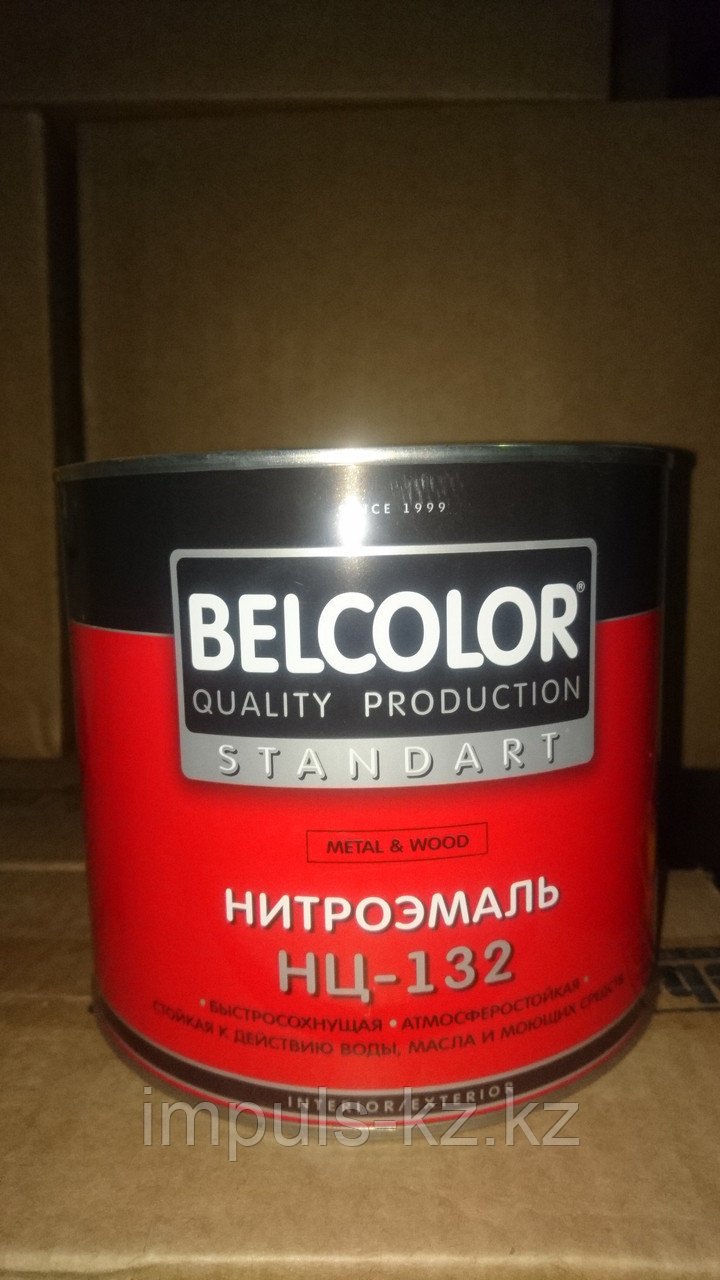 1999
BELCOLOR®
QUALITY PRODUCTION
STANDART
METAL & WOOD
НИТРОЭМАЛЬ
НЦ-132
• БЫСТРОСОХНУЩАЯ • АТМОСФЕРОСТОЙКАЯ •
СТОЙКАЯ К ДЕЙСТВИЮ ВОДЫ, МАСЛА И МОЮЩИХ СРЕДСТВ
INTERIOR/EXTERIOR
impuls-kz.kz